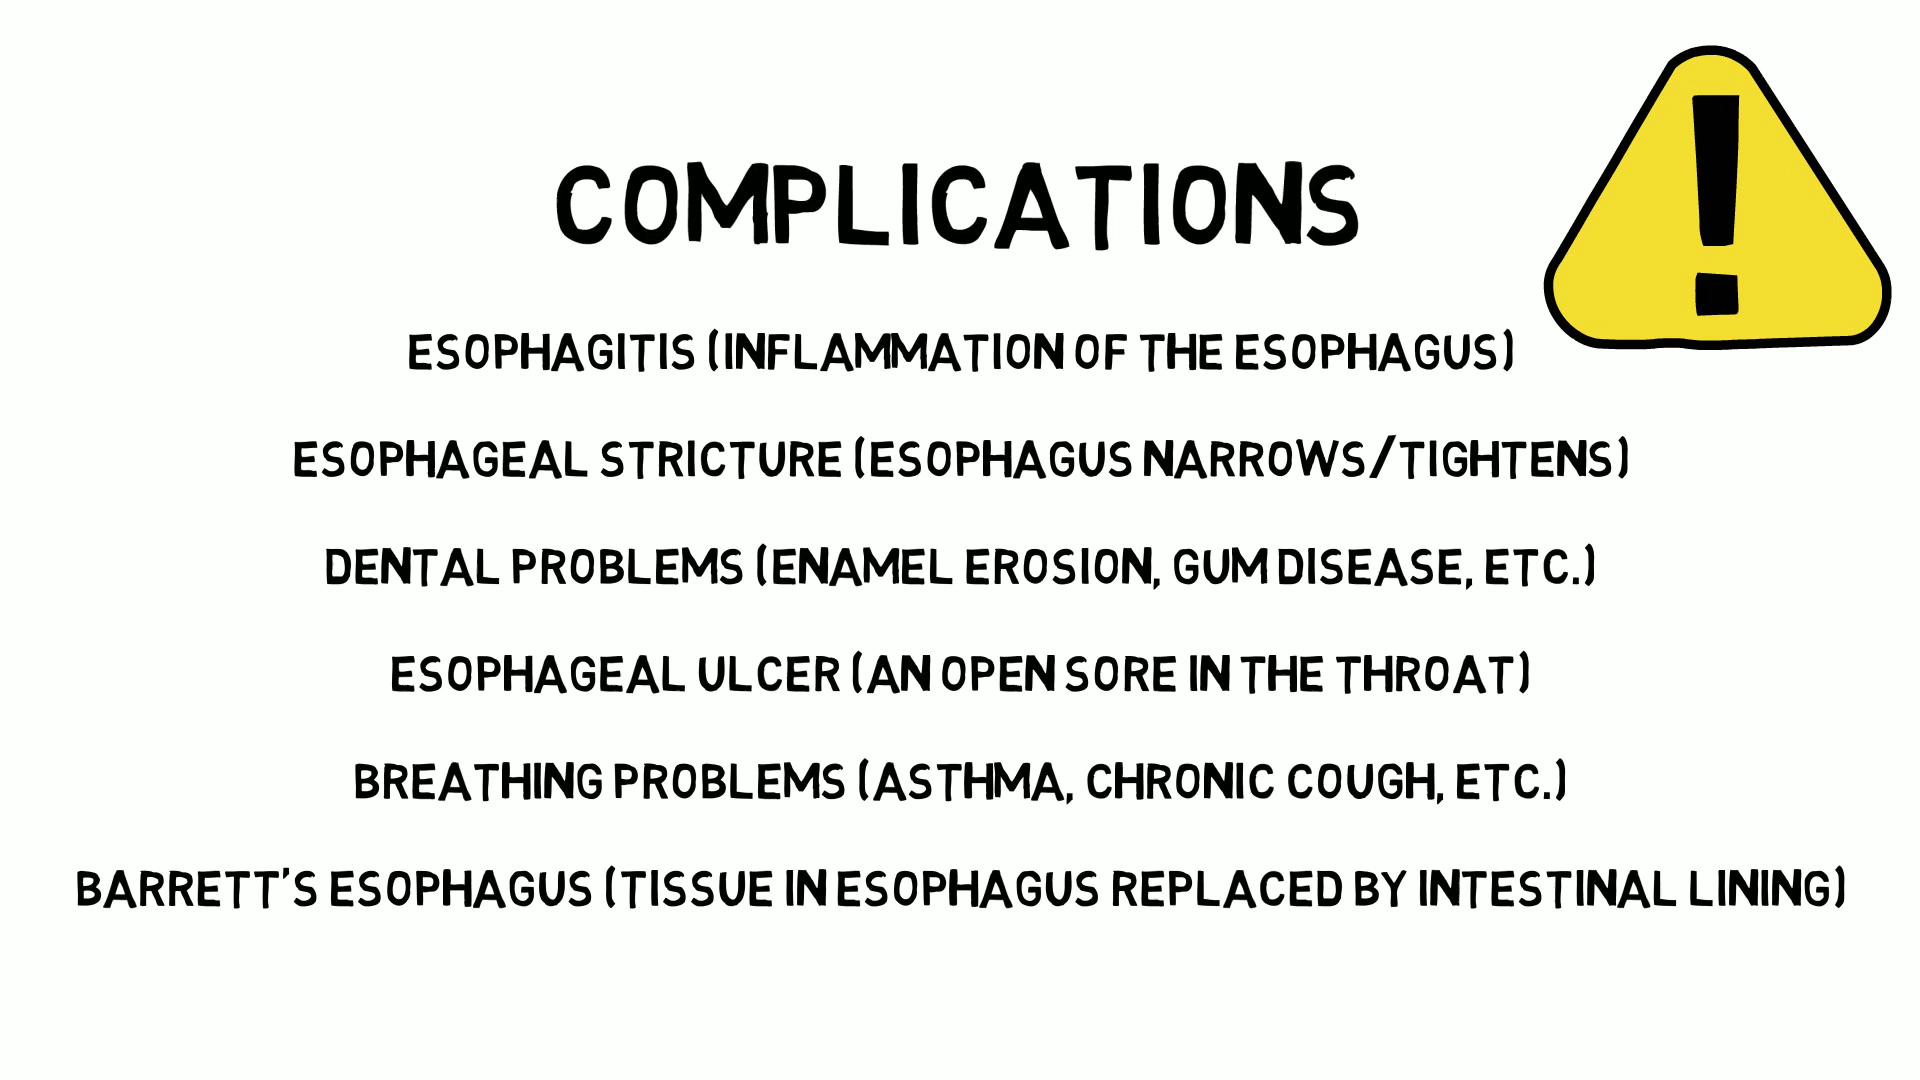 COMPLICATIONS
ESOPHAGITIS (INFLAMMATION OF THE ESOPHAGUS)
ESOPHAGEAL STRICTURE (ESOPHAGUS NARROWS/TIGHTENS)
DENTAL PROBLEMS (ENAMEL EROSION, GUM DISEASE, ETC.)
ESOPHAGEAL ULCER (AN OPEN SORE IN THE THROAT)
BREATHING PROBLEMS (ASTHMA, CHRONIC COUGH, ETC.)
BARRETT'S ESOPHAGUS (TISSUE IN ESOPHAGUS REPLACED BY INTESTINAL LINING)